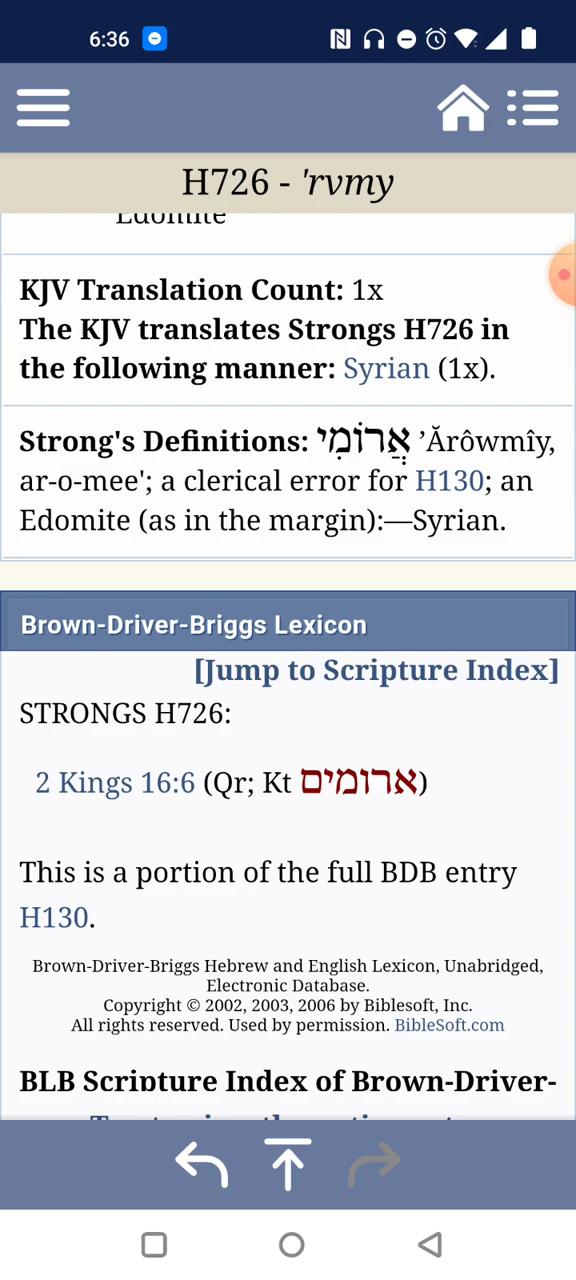 6:36
H726 - 'rvmy
Edomite
KJV Translation Count: 1x
The KJV translates Strongs H726 in
the following manner: Syrian (1x).
Strong's Definitions: אֲרוֹמִי ʼĂrôwmîy,
ar-o-mee'; a clerical error for H130; an
Edomite (as in the margin):—Syrian.
Brown-Driver-Briggs Lexicon
[Jump to Scripture Index]
STRONGS H726:
2 Kings 16:6 (Qr; Kt ארומים)
This is a portion of the full BDB entry
H130.
Brown-Driver-Briggs Hebrew and English Lexicon, Unabridged,
Electronic Database.
Copyright © 2002, 2003, 2006 by Biblesoft, Inc.
All rights reserved. Used by permission. BibleSoft.com
BLB Scripture Index of Brown-Driver-